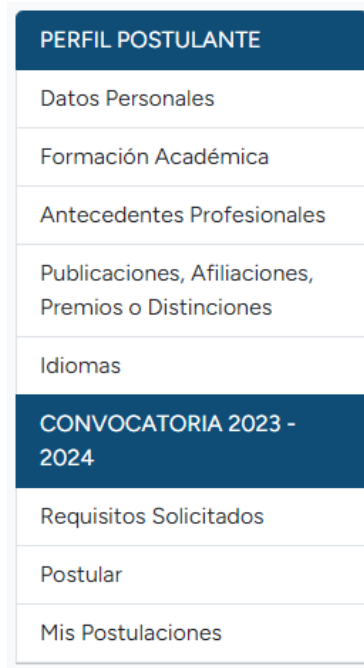 PERFIL POSTULANTE
Datos Personales
Formación Académica
Antecedentes Profesionales
Publicaciones, Afiliaciones,
Premios o Distinciones
Idiomas
CONVOCATORIA 2023 -
2024
Requisitos Solicitados
Postular
Mis Postulaciones